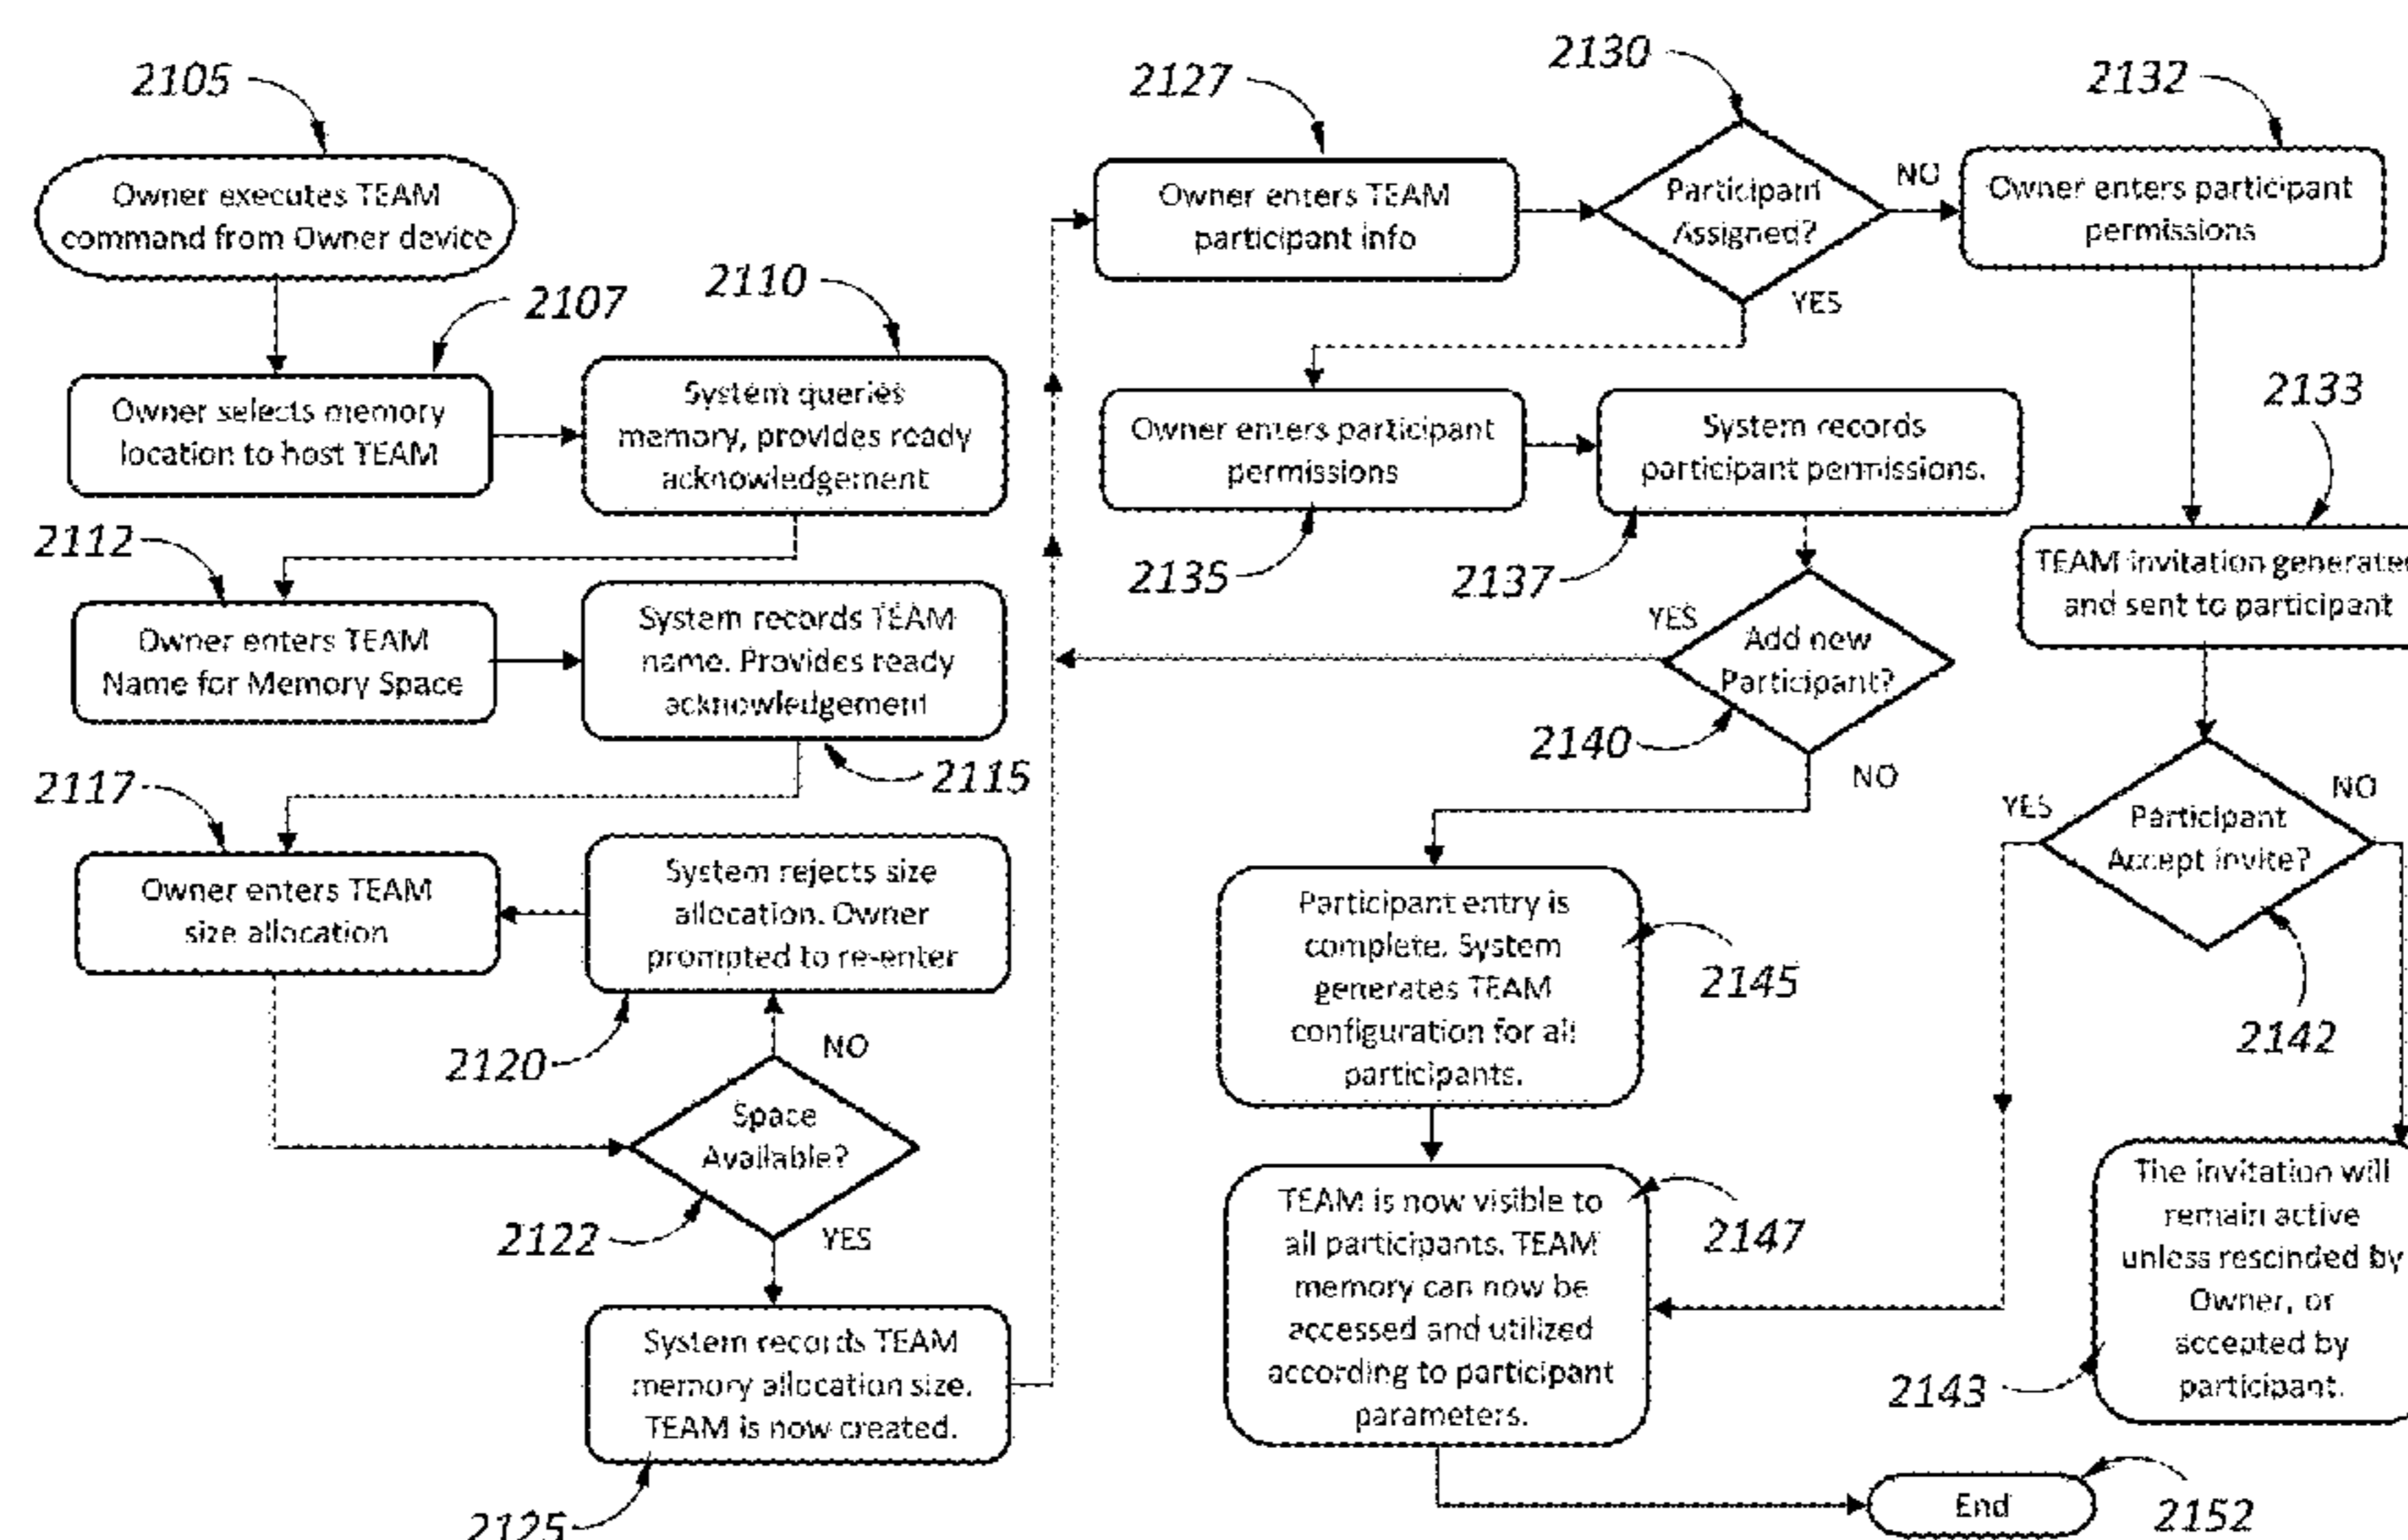 2105
Owner executes TEAM
command from Owner device
2107
Owner selects memory
location to host TEAM
2110
System queries
memory, provides ready
acknowledgement
2112
Owner enters TEAM
Name for Memory Space
System records TEAM
name. Provides ready
acknowledgement
2115
2117
Owner enters TEAM
size allocation
System rejects size
allocation. Owner
prompted to re-enter
2120
NO
Space
Available?
2122
YES
System records TEAM
memory allocation size.
TEAM is now created.
2125
2127
Owner enters TEAM
participant info
2130
Participant
Assigned?
NO
YES
2132
Owner enters participant
permissions
Owner enters participant
permissions
2135
System records
participant permissions.
2137
2133
TEAM invitation generated
and sent to participant
YES
Add new
Participant?
2140
NO
YES
Participant
Accept invite?
NO
2142
Participant entry is
complete. System
generates TEAM
configuration for all
participants.
2145
TEAM is now visible to
all participants. TEAM
memory can now be
accessed and utilized
according to participant
parameters.
2147
The invitation will
remain active
unless rescinded by
Owner, or
accepted by
participant.
2143
End
2152